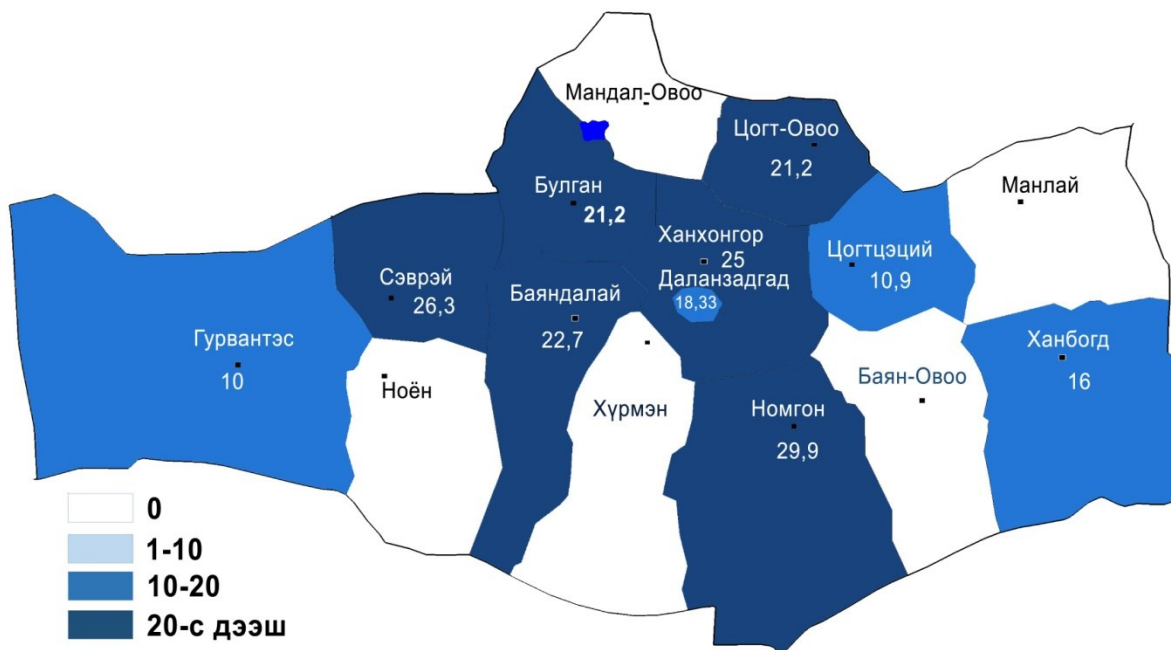 Мандал-Овоо
Цогт-Овоо
21,2
Манлай
Булган
21,2
Ханхонгор
25
Даланзадгад
18,33
Цогтцэций
10,9
Сэврэй
26,3
Баяндалай
22,7
Гурвантэс
10
Ноён
Хүрмэн
Номгон
29,9
Баян-Овоо
Ханбогд
16
0
1-10
10-20
20-с дээш